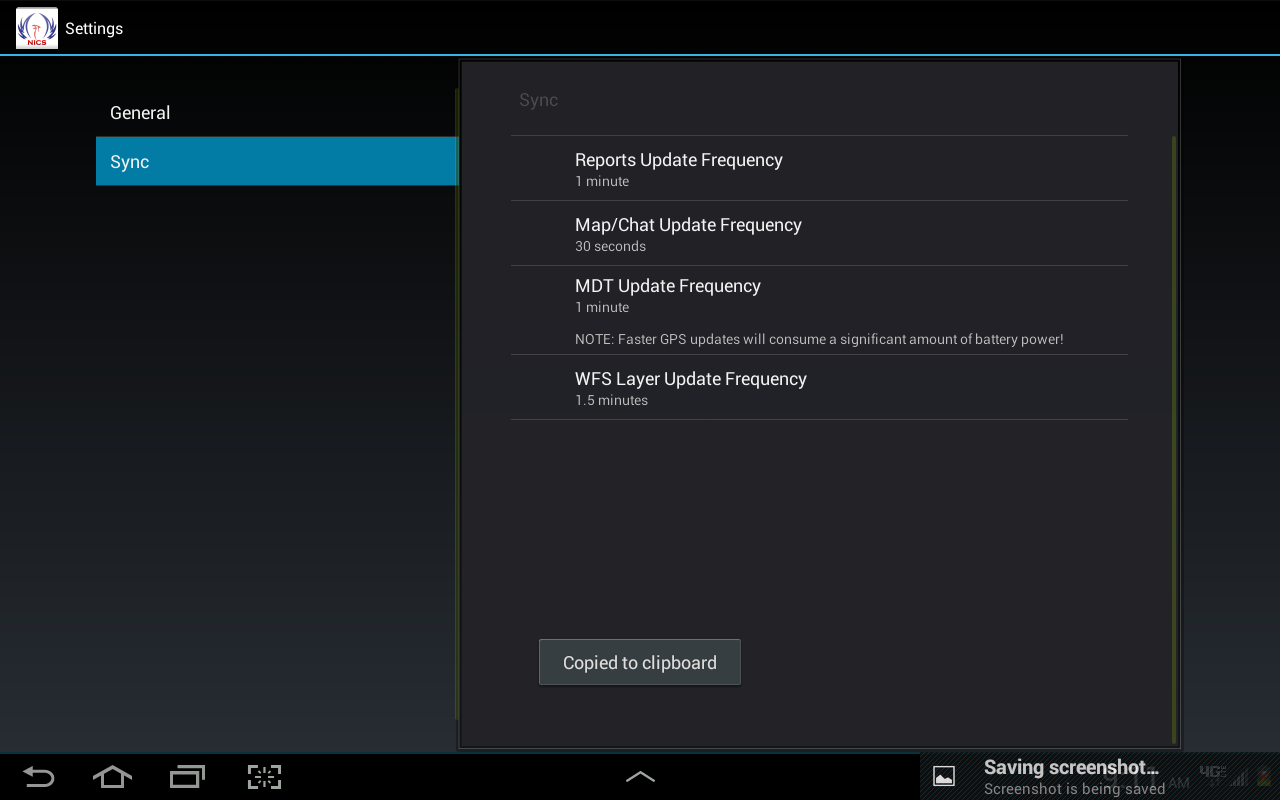 NICS
Settings
General
Sync
Sync
Reports Update Frequency
1 minute
Map/Chat Update Frequency
30 seconds
MDT Update Frequency
1 minute
NOTE: Faster GPS updates will consume a significant amount of battery power!
WFS Layer Update Frequency
1.5 minutes
Copied to clipboard
Saving screenshot...
Screenshot is being saved
AM
4G